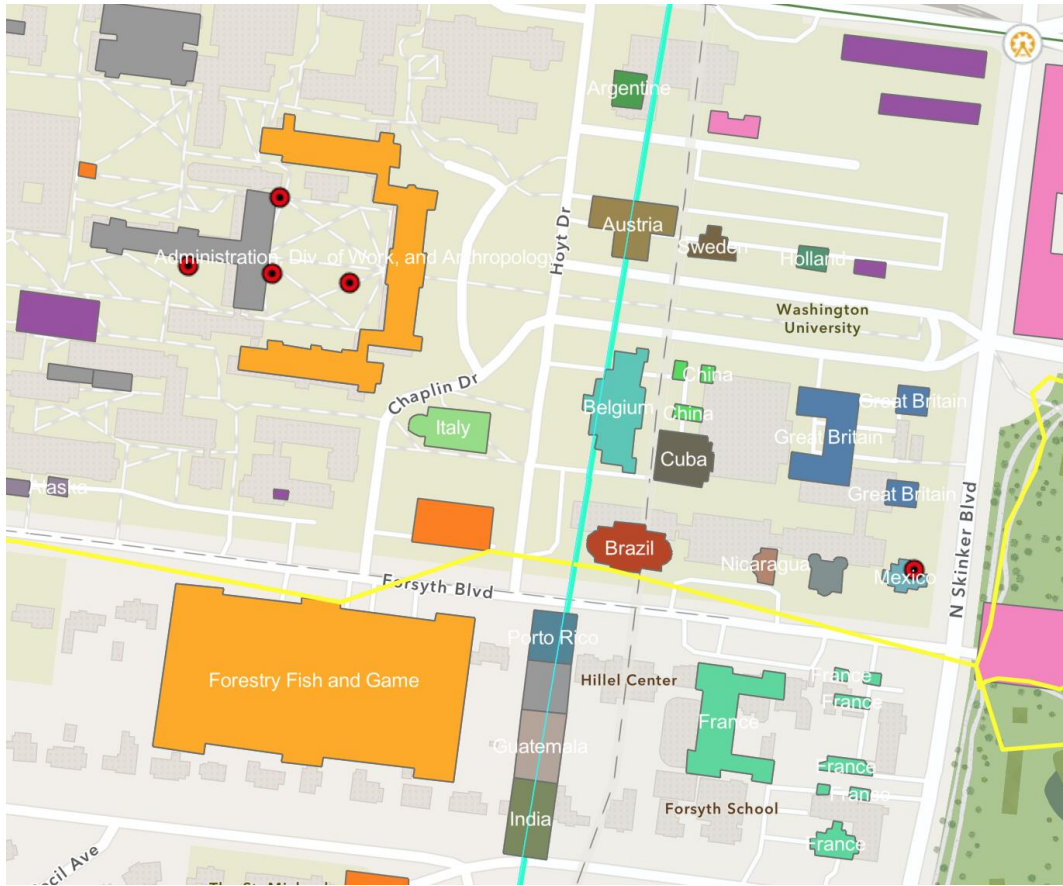 Argentine
Austria
Sweden
Holland
Hoyt Dr
Administration, Div. of Work, and Anthropology
Washington
University
China
Chaplin Dr
Belgium
Great Britain
China
Italy
Great Britain
Cuba
Alaska
Great Britain
N Skinker Blvd
Brazil
Nicaragua
Mexico
Forsyth Blvd
Porto Rico
Forestry Fish and Game
Hillel Center
France
France
France
Guatemala
France
France
Forsyth School
India
France